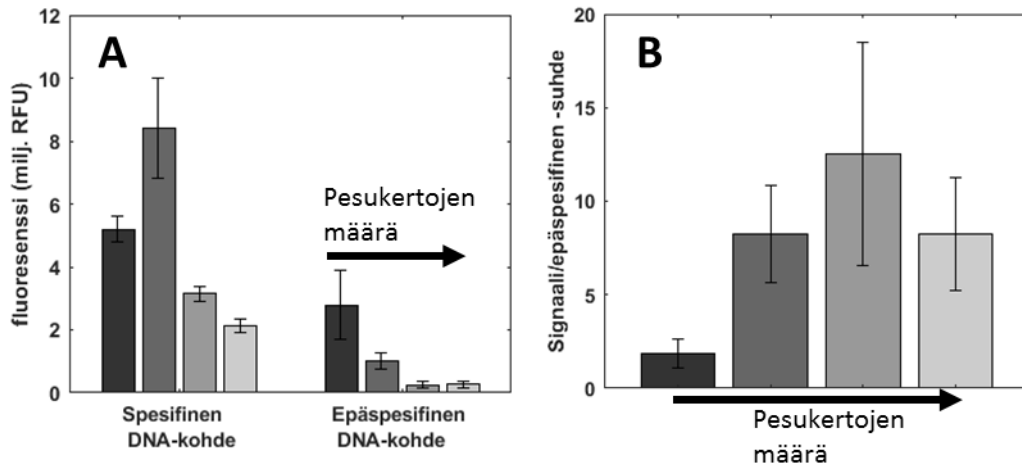 A
fluoresenssi (milj. RFU)
12
10
8
6
4
2
0
Pesukertojen
määrä
Spesifinen
DNA-kohde
Epäspesifinen
DNA-kohde
B
Signaali/epäspesifinen -suhde
20
15
10
5
0
Pesukertojen
määrä